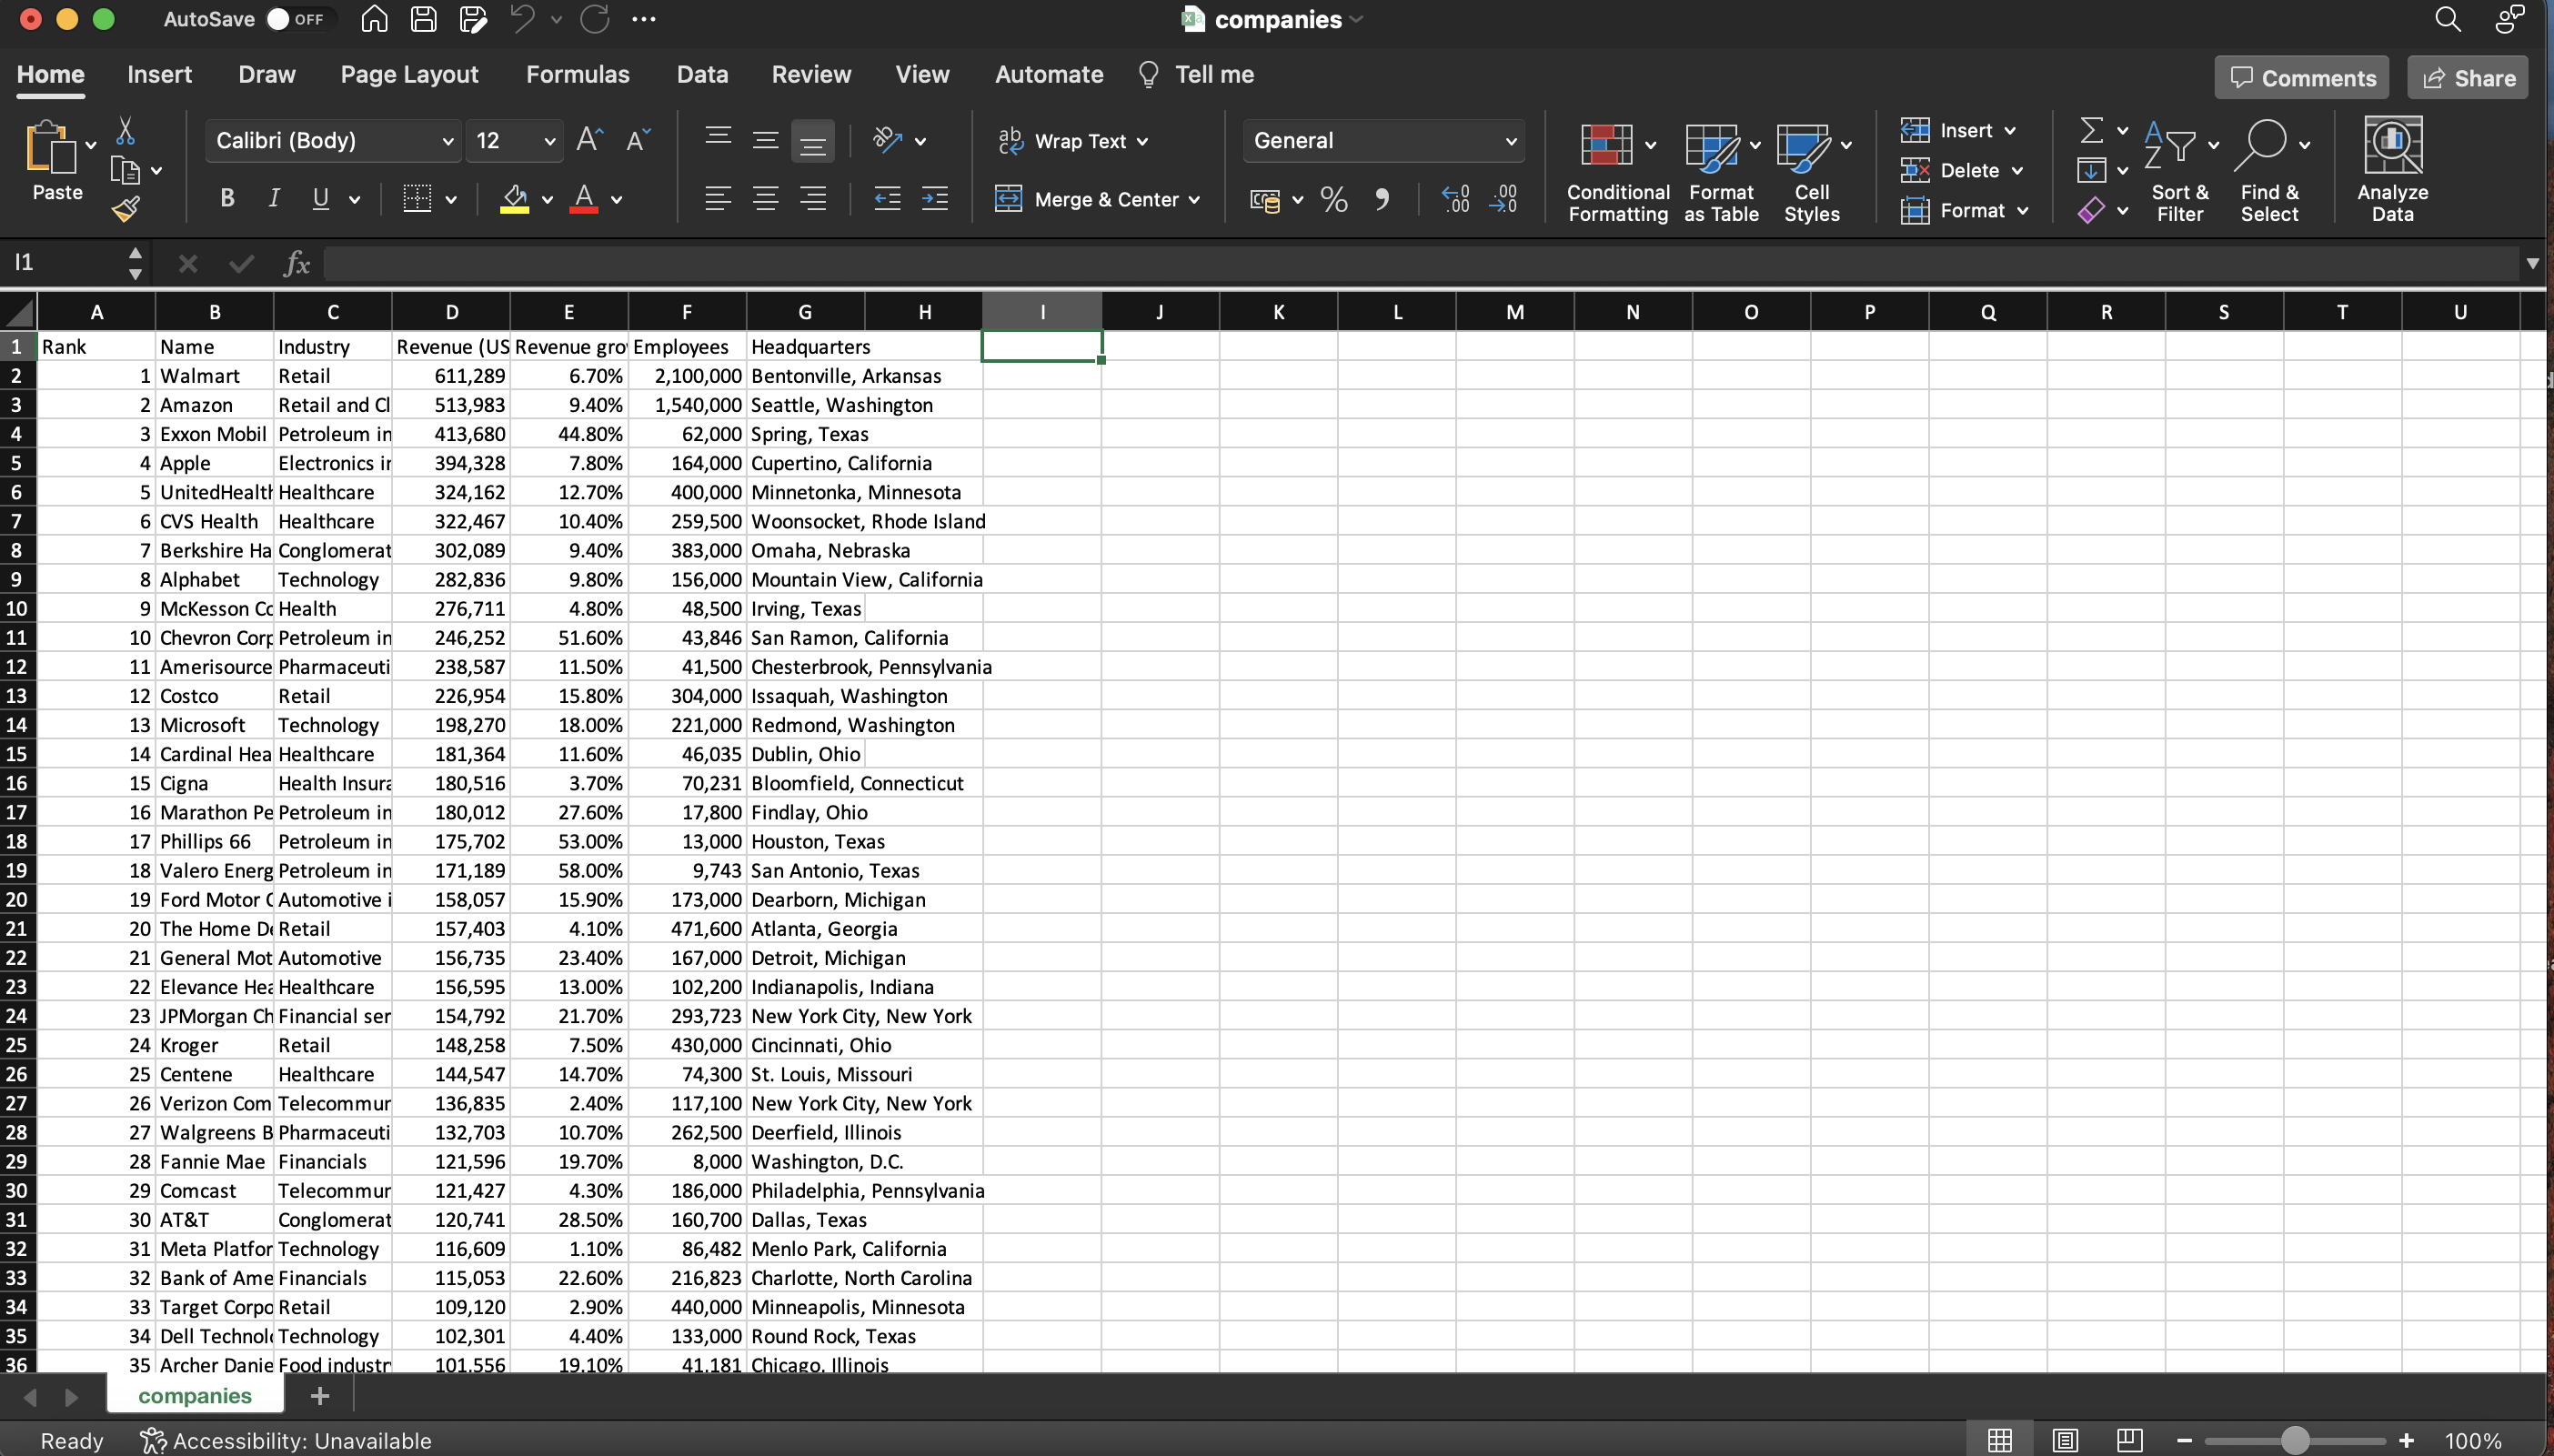 AutoSave OFF companies
Home Insert Draw Page Layout Formulas Data Review View Automate Tell me Comments Share
Paste Calibri (Body) 12 Wrap Text General Conditional Formatting Format as Table Cell Styles Insert Sort & Filter Find & Select Analyze Data
B I U Merge & Center % Delete
Format
I1 fx
A B C D E F G H I J K L M N O P Q R S T U
1 Rank Name Industry Revenue (US Revenue gro Employees Headquarters
2 1 Walmart Retail 611,289 6.70% 2,100,000 Bentonville, Arkansas
3 2 Amazon Retail and Cl 513,983 9.40% 1,540,000 Seattle, Washington
4 3 Exxon Mobil Petroleum in 413,680 44.80% 62,000 Spring, Texas
5 4 Apple Electronics in 394,328 7.80% 164,000 Cupertino, California
6 5 UnitedHealth Healthcare 324,162 12.70% 400,000 Minnetonka, Minnesota
7 6 CVS Health Healthcare 322,467 10.40% 259,500 Woonsocket, Rhode Island
8 7 Berkshire Ha Conglomerat 302,089 9.40% 383,000 Omaha, Nebraska
9 8 Alphabet Technology 282,836 9.80% 156,000 Mountain View, California
10 9 McKesson Co Health 276,711 4.80% 48,500 Irving, Texas
11 10 Chevron Corp Petroleum in 246,252 51.60% 43,846 San Ramon, California
12 11 Amerisource Pharmaceuti 238,587 11.50% 41,500 Chesterbrook, Pennsylvania
13 12 Costco Retail 226,954 15.80% 304,000 Issaquah, Washington
14 13 Microsoft Technology 198,270 18.00% 221,000 Redmond, Washington
15 14 Cardinal Hea Healthcare 181,364 11.60% 46,035 Dublin, Ohio
16 15 Cigna Health Insura 180,516 3.70% 70,231 Bloomfield, Connecticut
17 16 Marathon Pe Petroleum in 180,012 27.60% 17,800 Findlay, Ohio
18 17 Phillips 66 Petroleum in 175,702 53.00% 13,000 Houston, Texas
19 18 Valero Energ Petroleum in 171,189 58.00% 9,743 San Antonio, Texas
20 19 Ford Motor C Automotive i 158,057 15.90% 173,000 Dearborn, Michigan
21 20 The Home De Retail 157,403 4.10% 471,600 Atlanta, Georgia
22 21 General Mot Automotive 156,735 23.40% 167,000 Detroit, Michigan
23 22 Elevance Hea Healthcare 156,595 13.00% 102,200 Indianapolis, Indiana
24 23 JPMorgan Ch Financial ser 154,792 21.70% 293,723 New York City, New York
25 24 Kroger Retail 148,258 7.50% 430,000 Cincinnati, Ohio
26 25 Centene Healthcare 144,547 14.70% 74,300 St. Louis, Missouri
27 26 Verizon Com Telecommun 136,835 2.40% 117,100 New York City, New York
28 27 Walgreens B Pharmaceuti 132,703 10.70% 262,500 Deerfield, Illinois
29 28 Fannie Mae Financials 121,596 19.70% 8,000 Washington, D.C.
30 29 Comcast Telecommun 121,427 4.30% 186,000 Philadelphia, Pennsylvania
31 30 AT&T Conglomerat 120,741 28.50% 160,700 Dallas, Texas
32 31 Meta Platfor Technology 116,609 1.10% 86,482 Menlo Park, California
33 32 Bank of Ame Financials 115,053 22.60% 216,823 Charlotte, North Carolina
34 33 Target Corpo Retail 109,120 2.90% 440,000 Minneapolis, Minnesota
35 34 Dell Technolo Technology 102,301 4.40% 133,000 Round Rock, Texas
36 35 Archer Danie Food industr 101,556 19.10% 41,181 Chicago, Illinois
companies +
Ready Accessibility: Unavailable 100%